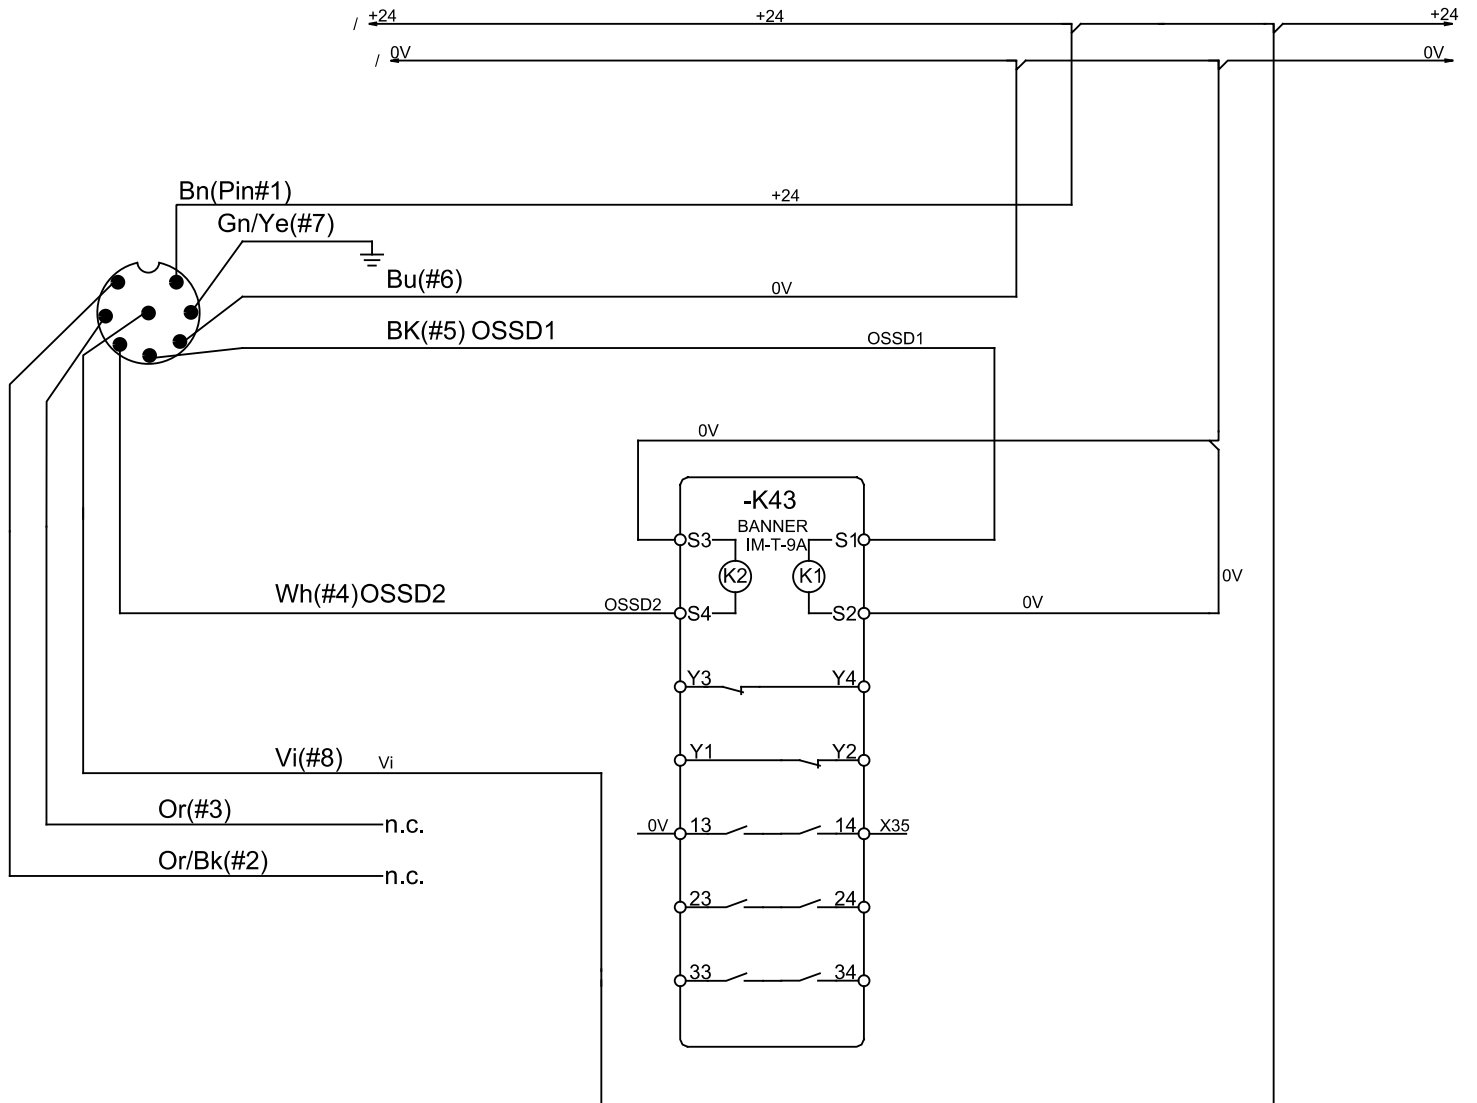 / +24 +24 +24
/ 0V 0V
Bn(Pin#1) +24
Gn/Ye(#7)
Bu(#6) 0V
BK(#5) OSSD1 OSSD1
0V
-K43
BANNER
IM-T-9A
S3 S1
K2 K1
0V
Wh(#4)OSSD2 OSSD2 S4 S2 0V
Y3 Y4
Vi(#8) Vi Y1 Y2
Or(#3) n.c. 0V 13 14 X35
Or/Bk(#2) n.c.
23 24
33 34